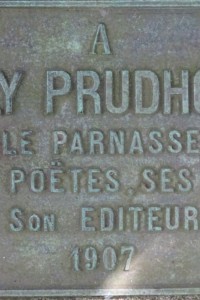 A
Y PRUDHO
LE PARNASSE
POËTES, SES
SON EDITEUR
1907